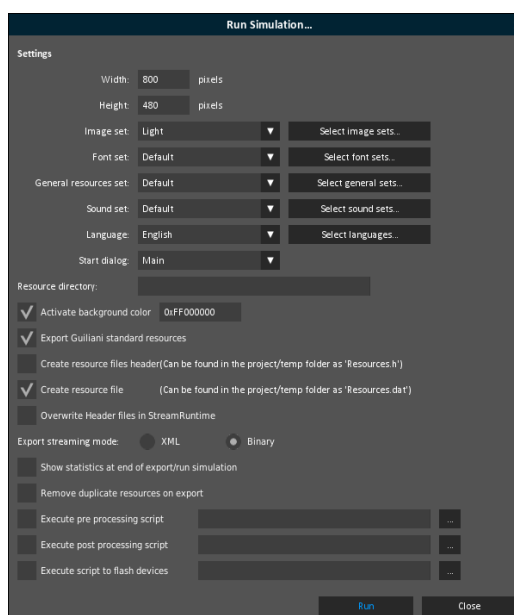 Run Simulation...
Settings
Width: 800 pixels
Height: 480 pixels
Image set: Light Select image sets...
Font set: Default Select font sets...
General resources set: Default Select general sets...
Sound set: Default Select sound sets...
Language: English Select languages...
Start dialog: Main
Resource directory:
Activate background color 0xFF000000
Export Guiliani standard resources
Create resource files header(Can be found in the project/temp folder as 'Resources.h')
Create resource file (Can be found in the project/temp folder as 'Resources.dat')
Overwrite Header files in StreamRuntime
Export streaming mode: XML Binary
Show statistics at end of export/run simulation
Remove duplicate resources on export
Execute pre processing script ...
Execute post processing script ...
Execute script to flash devices ...
Run Close